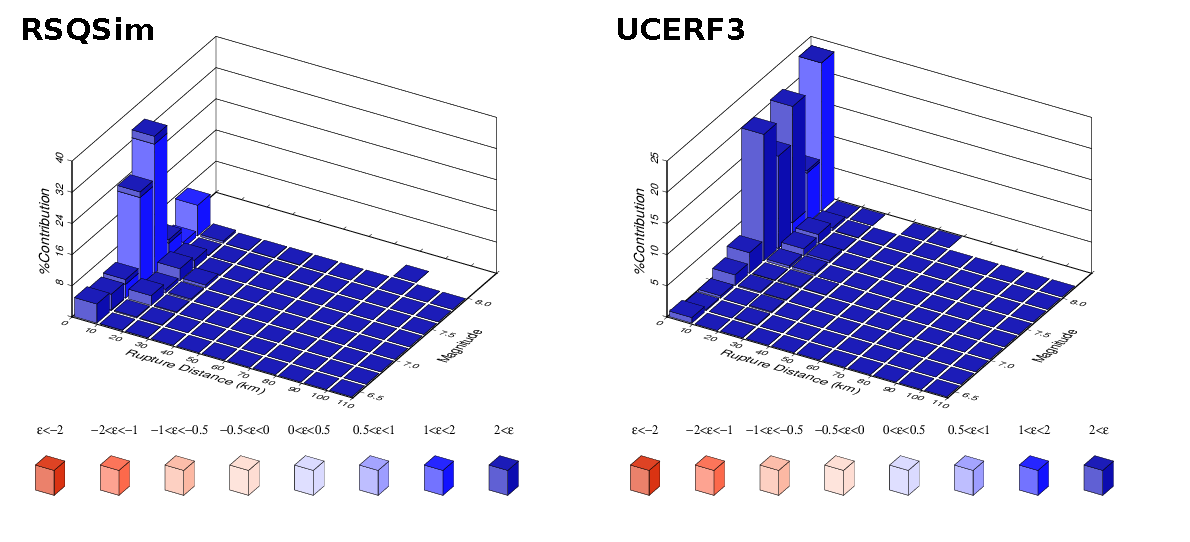 RSQSim
%Contribution
40
32
24
16
8
0
10
20
30
40
50
60
70
80
90
100
110
Rupture Distance (km)
6.5
7.0
7.5
8.0
Magnitude
ε<−2
−2<ε<−1
−1<ε<−0.5
−0.5<ε<0
0<ε<0.5
0.5<ε<1
1<ε<2
2<ε
UCERF3
%Contribution
25
20
15
10
5
0
10
20
30
40
50
60
70
80
90
100
110
Rupture Distance (km)
6.5
7.0
7.5
8.0
Magnitude
ε<−2
−2<ε<−1
−1<ε<−0.5
−0.5<ε<0
0<ε<0.5
0.5<ε<1
1<ε<2
2<ε